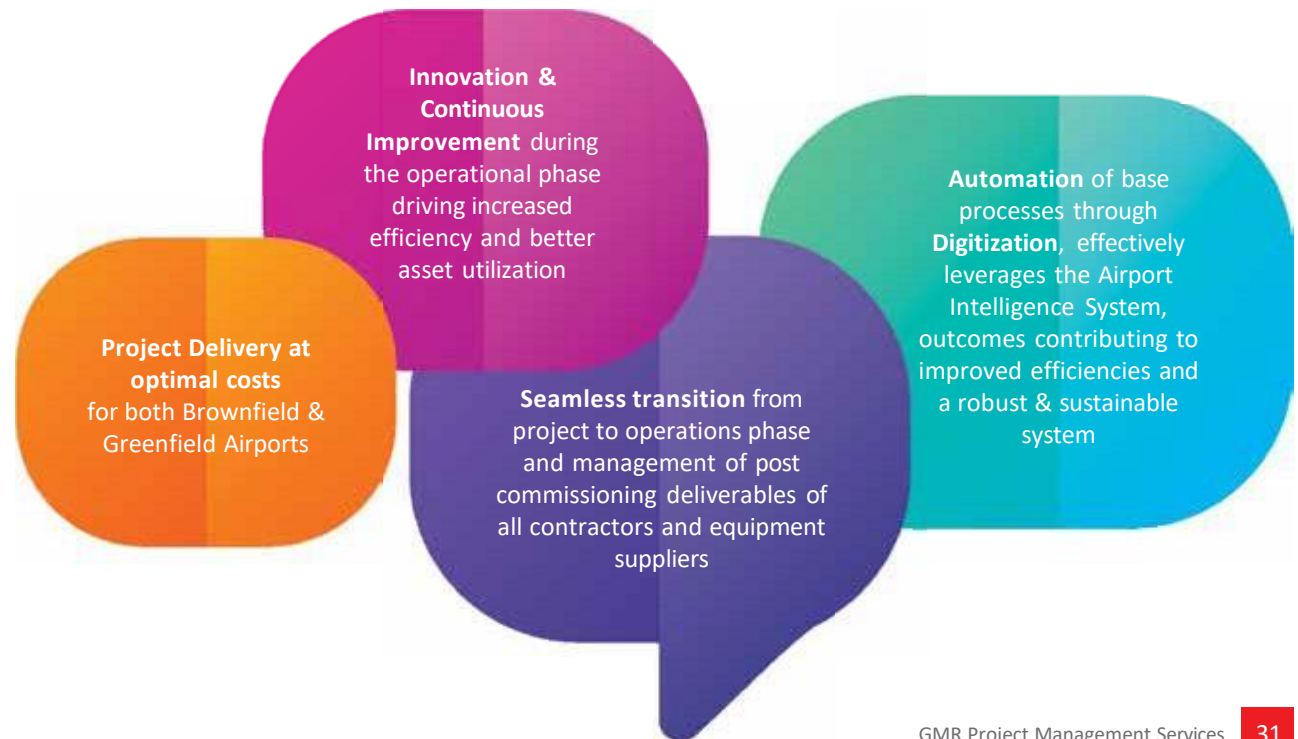 Project Delivery at
optimal costs
for both Brownfield &
Greenfield Airports
Innovation &
Continuous
Improvement during
the operational phase
driving increased
efficiency and better
asset utilization
Seamless transition from
project to operations phase
and management of post
commissioning deliverables of
all contractors and equipment
suppliers
Automation of base
processes through
Digitization, effectively
leverages the Airport
Intelligence System,
outcomes contributing to
improved efficiencies and
a robust & sustainable
system
GMR Project Management Services 31